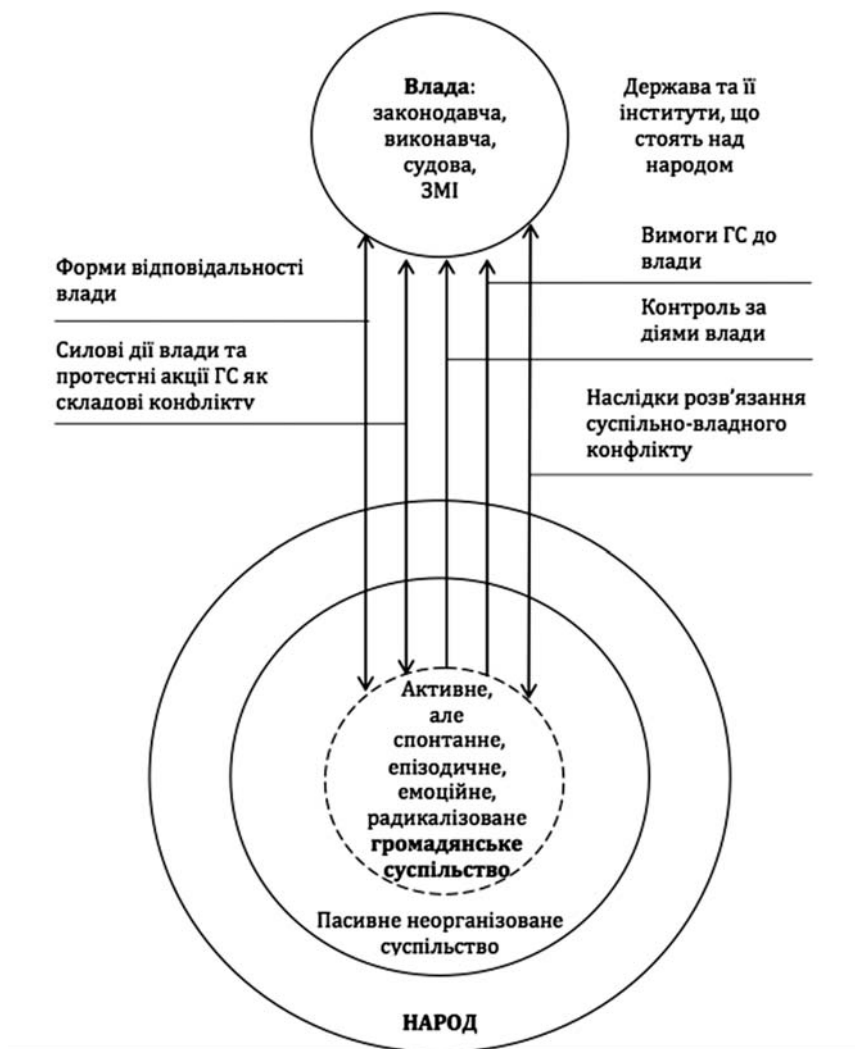 Влада:
законодавча,
виконавча,
судова,
ЗМІ
Держава та її
інститути, що
стоять над
народом
Форми відповідальності
влади
Силові дії влади та
протестні акції ГС як
складові конфлікту
Вимоги ГС до
влади
Контроль за
діями влади
Наслідки розв'язання
суспільно-владного
конфлікту
Активне,
але
спонтанне,
епізодичне,
емоційне,
радикалізоване
громадянське
суспільство
Пасивне неорганізоване
суспільство
НАРОД